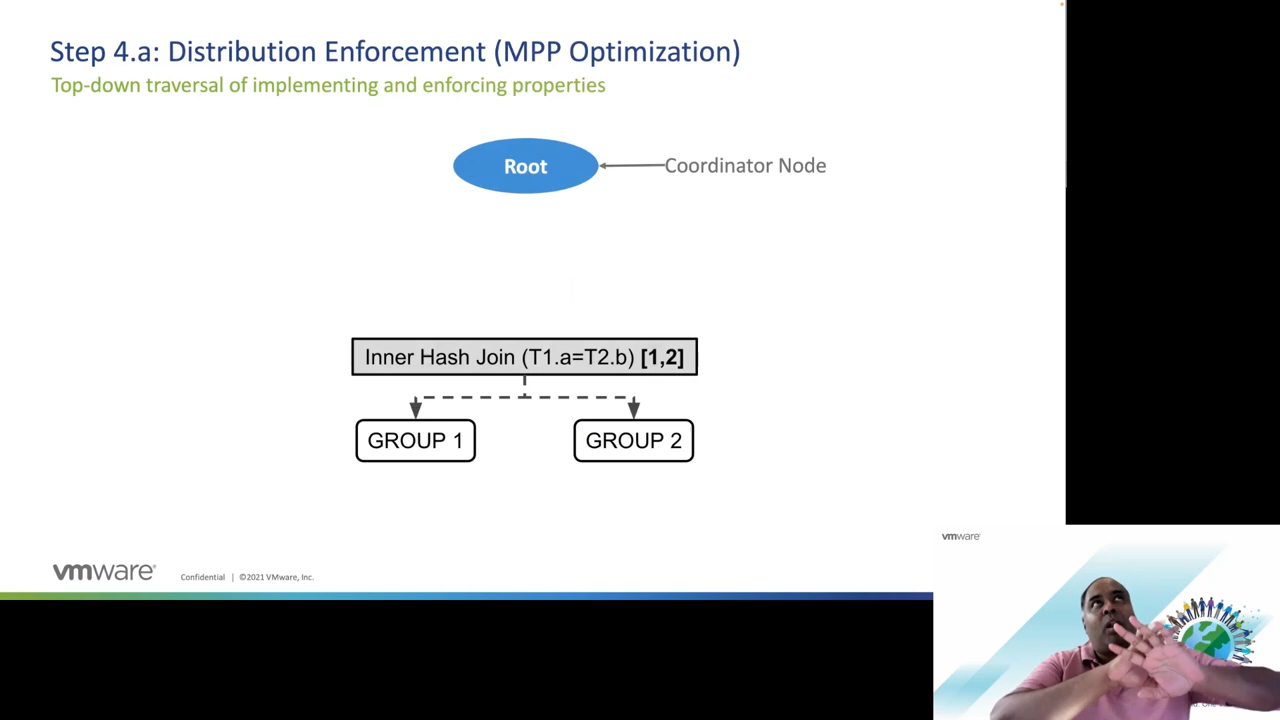 Step 4.a: Distribution Enforcement (MPP Optimization)
Top-down traversal of implementing and enforcing properties
Root
Coordinator Node
Inner Hash Join (T1.a=T2.b) [1,2]
GROUP 1
GROUP 2
vmware®
Confidential | ©2021 VMware, Inc.
vmware®